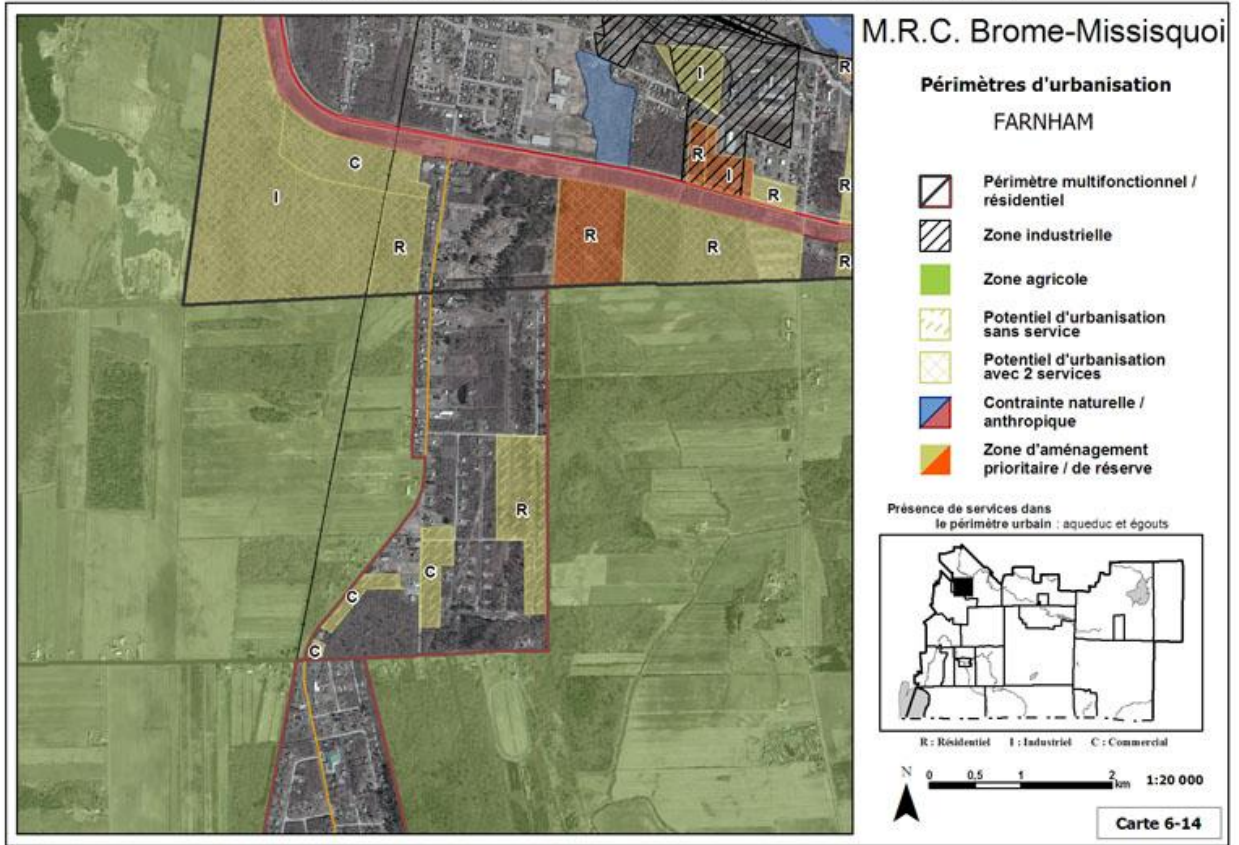 M.R.C. Brome-Missisquoi
Périmètres d'urbanisation
FARNHAM
Périmètre multifonctionnel /
résidentiel
Zone industrielle
Zone agricole
Potentiel d'urbanisation
sans service
Potentiel d'urbanisation
avec 2 services
Contrainte naturelle /
anthropique
Zone d'aménagement
prioritaire / de réserve
Présence de services dans
le périmètre urbain : aqueduc et égouts
R : Résidentiel I : Industriel C : Commercial
N
0 0,5 1 2 km 1:20 000
Carte 6-14
R
I
R
C
R
I
R
R
I
R
R
R
R
R
C
C
C